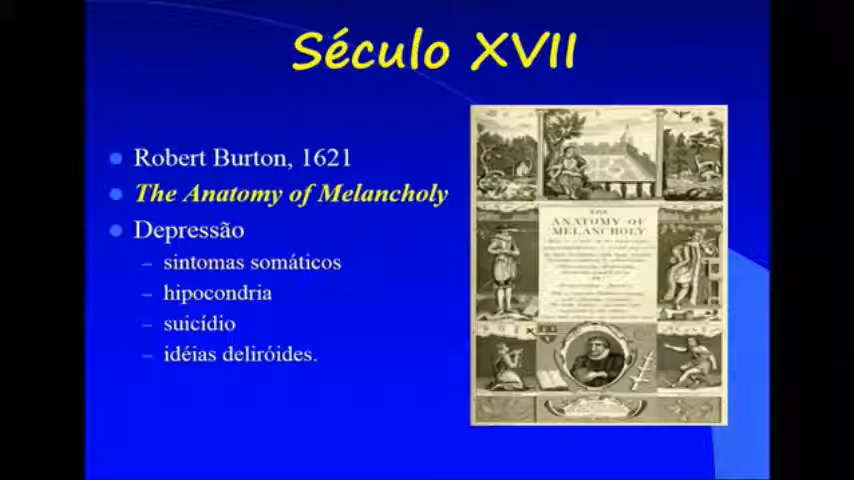 Século XVII
Robert Burton, 1621
The Anatomy of Melancholy
Depressão
– sintomas somáticos
– hipocondria
– suicídio
– idéias deliróides.
THE
ANATOMY OF
MELANCHOLY